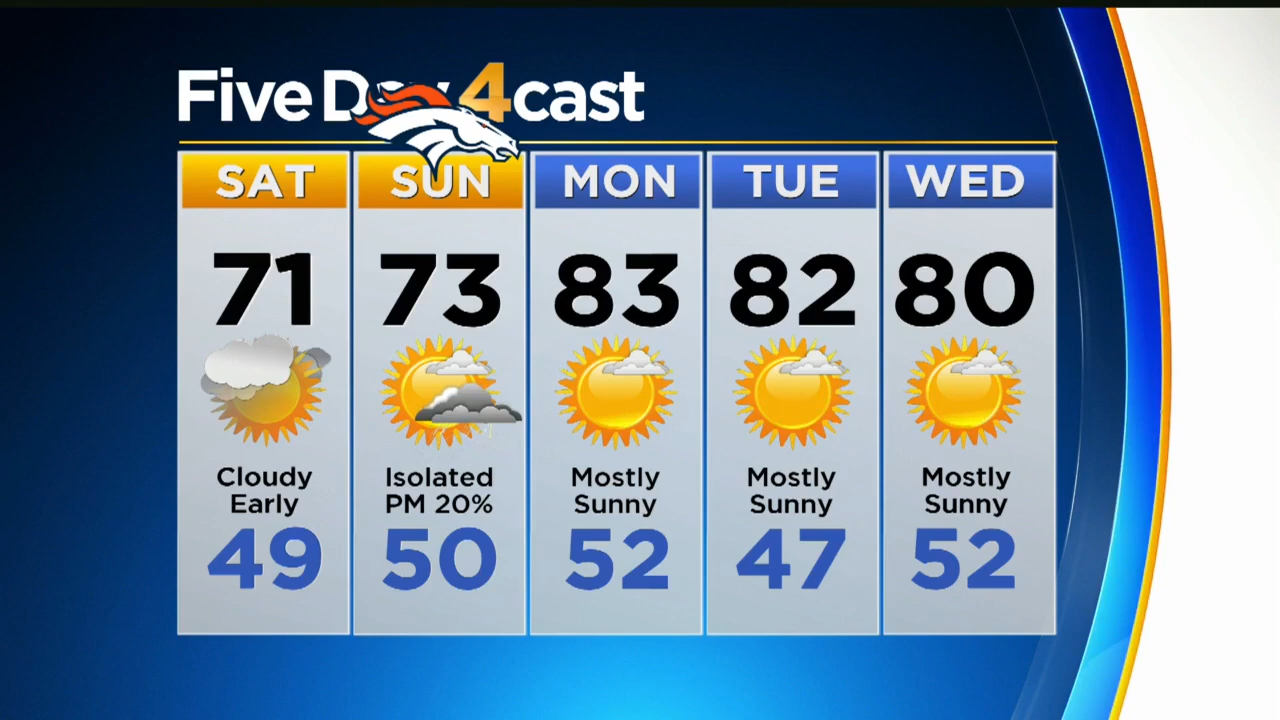 Five Day 4cast
SAT SUN MON TUE WED
71 73 83 82 80
Cloudy Isolated Mostly Mostly Mostly
Early PM 20% Sunny Sunny Sunny
49 50 52 47 52